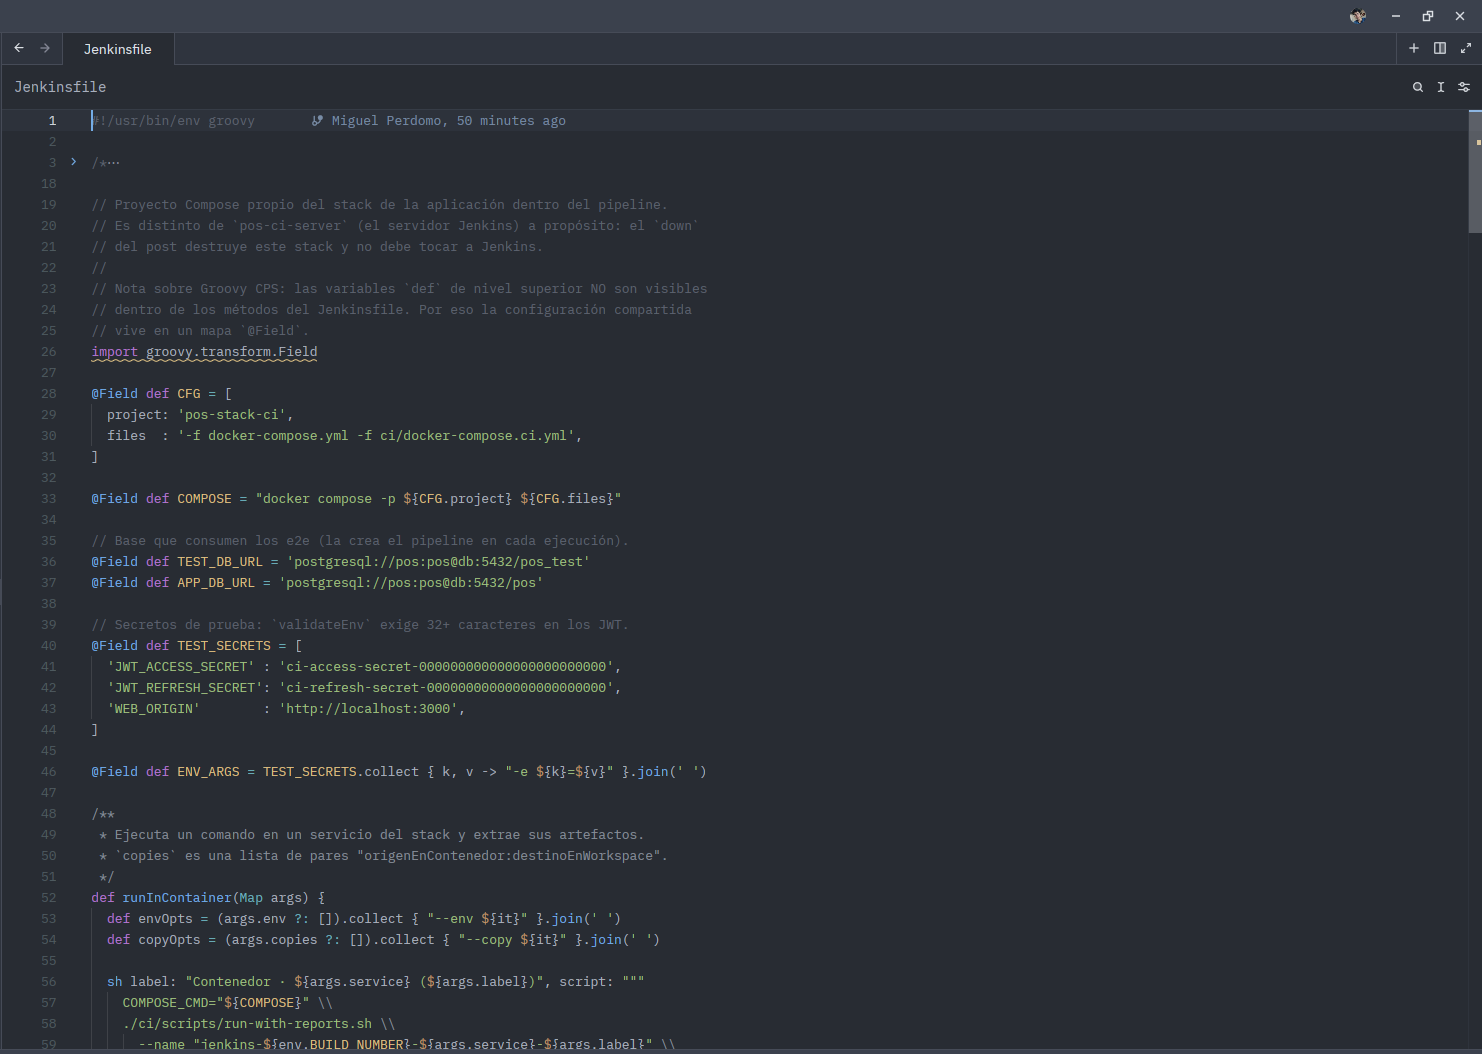 Jenkinsfile
Jenkinsfile
1 #!/usr/bin/env groovy Miguel Perdomo, 50 minutes ago
2
3 /*⋯
18
19 // Proyecto Compose propio del stack de la aplicación dentro del pipeline.
20 // Es distinto de `pos-ci-server` (el servidor Jenkins) a propósito: el `down`
21 // del post destruye este stack y no debe tocar a Jenkins.
22 //
23 // Nota sobre Groovy CPS: las variables `def` de nivel superior NO son visibles
24 // dentro de los métodos del Jenkinsfile. Por eso la configuración compartida
25 // vive en un mapa `@Field`.
26 import groovy.transform.Field
27
28 @Field def CFG = [
29   project: 'pos-stack-ci',
30   files  : '-f docker-compose.yml -f ci/docker-compose.ci.yml',
31 ]
32
33 @Field def COMPOSE = "docker compose -p ${CFG.project} ${CFG.files}"
34
35 // Base que consumen los e2e (la crea el pipeline en cada ejecución).
36 @Field def TEST_DB_URL = 'postgresql://pos:pos@db:5432/pos_test'
37 @Field def APP_DB_URL = 'postgresql://pos:pos@db:5432/pos'
38
39 // Secretos de prueba: `validateEnv` exige 32+ caracteres en los JWT.
40 @Field def TEST_SECRETS = [
41   'JWT_ACCESS_SECRET' : 'ci-access-secret-000000000000000000000000',
42   'JWT_REFRESH_SECRET': 'ci-refresh-secret-00000000000000000000000',
43   'WEB_ORIGIN'        : 'http://localhost:3000',
44 ]
45
46 @Field def ENV_ARGS = TEST_SECRETS.collect { k, v -> "-e ${k}=${v}" }.join(' ')
47
48 /**
49  * Ejecuta un comando en un servicio del stack y extrae sus artefactos.
50  * `copies` es una lista de pares "origenEnContenedor:destinoEnWorkspace".
51  */
52 def runInContainer(Map args) {
53   def envOpts = (args.env ?: []).collect { "--env ${it}" }.join(' ')
54   def copyOpts = (args.copies ?: []).collect { "--copy ${it}" }.join(' ')
55
56   sh label: "Contenedor · ${args.service} (${args.label})", script: """
57     COMPOSE_CMD="${COMPOSE}" \\
58     ./ci/scripts/run-with-reports.sh \\
59       --name "jenkins-${env.BUILD_NUMBER}-${args.service}-${args.label}" \\